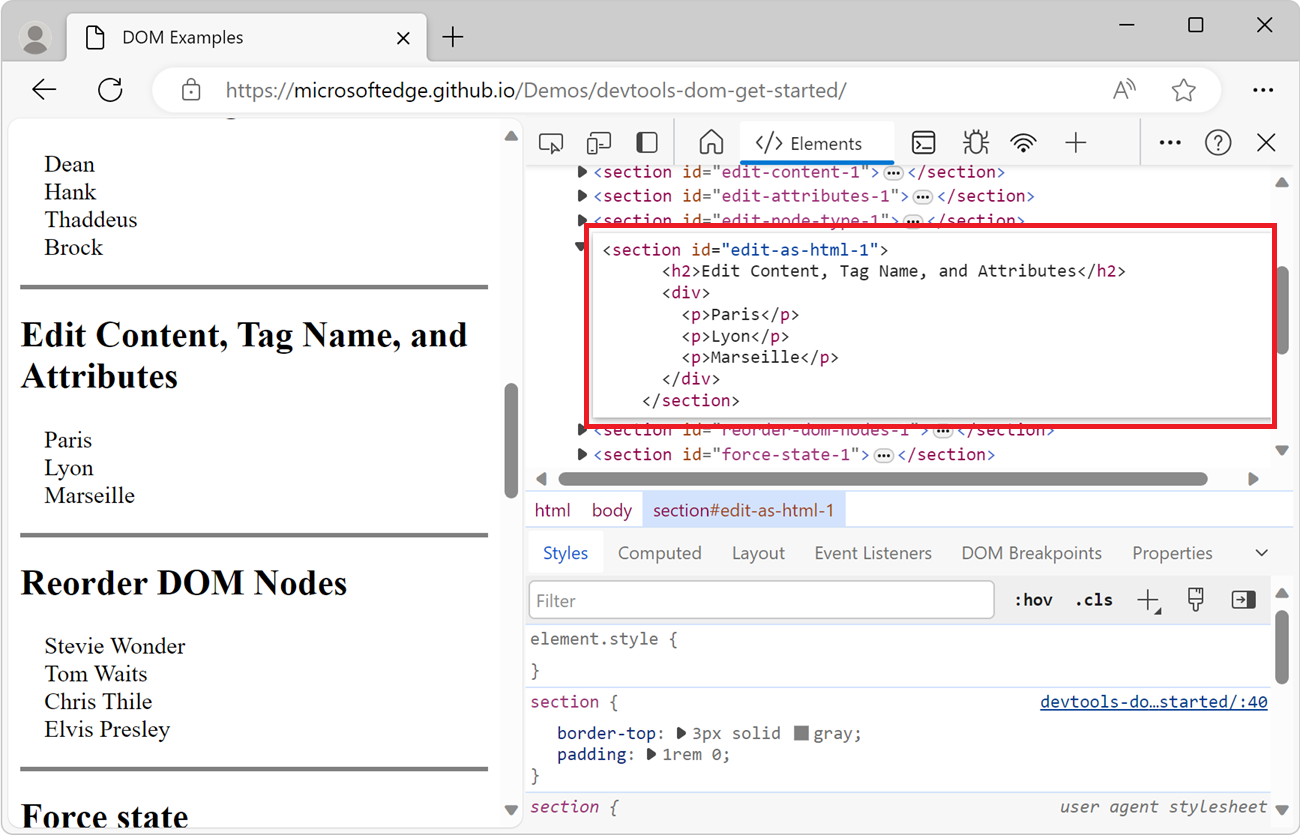 DOM Examples
https://microsoftedge.github.io/Demos/devtools-dom-get-started/
Dean
Hank
Thaddeus
Brock
Edit Content, Tag Name, and
Attributes
Paris
Lyon
Marseille
Reorder DOM Nodes
Stevie Wonder
Tom Waits
Chris Thile
Elvis Presley
Force state
</> Elements
<section id="edit-content-1"> … </section>
<section id="edit-attributes-1"> … </section>
<section id="edit-node-type-1"> … </section>
<section id="edit-as-html-1">
<h2>Edit Content, Tag Name, and Attributes</h2>
<div>
<p>Paris</p>
<p>Lyon</p>
<p>Marseille</p>
</div>
</section>
<section id="reorder-dom-nodes-1"> … </section>
<section id="force-state-1"> … </section>
html body section#edit-as-html-1
Styles Computed Layout Event Listeners DOM Breakpoints Properties
Filter :hov .cls
element.style {
}
section { devtools-do…started/:40
border-top: 3px solid gray;
padding: 1rem 0;
}
section { user agent stylesheet